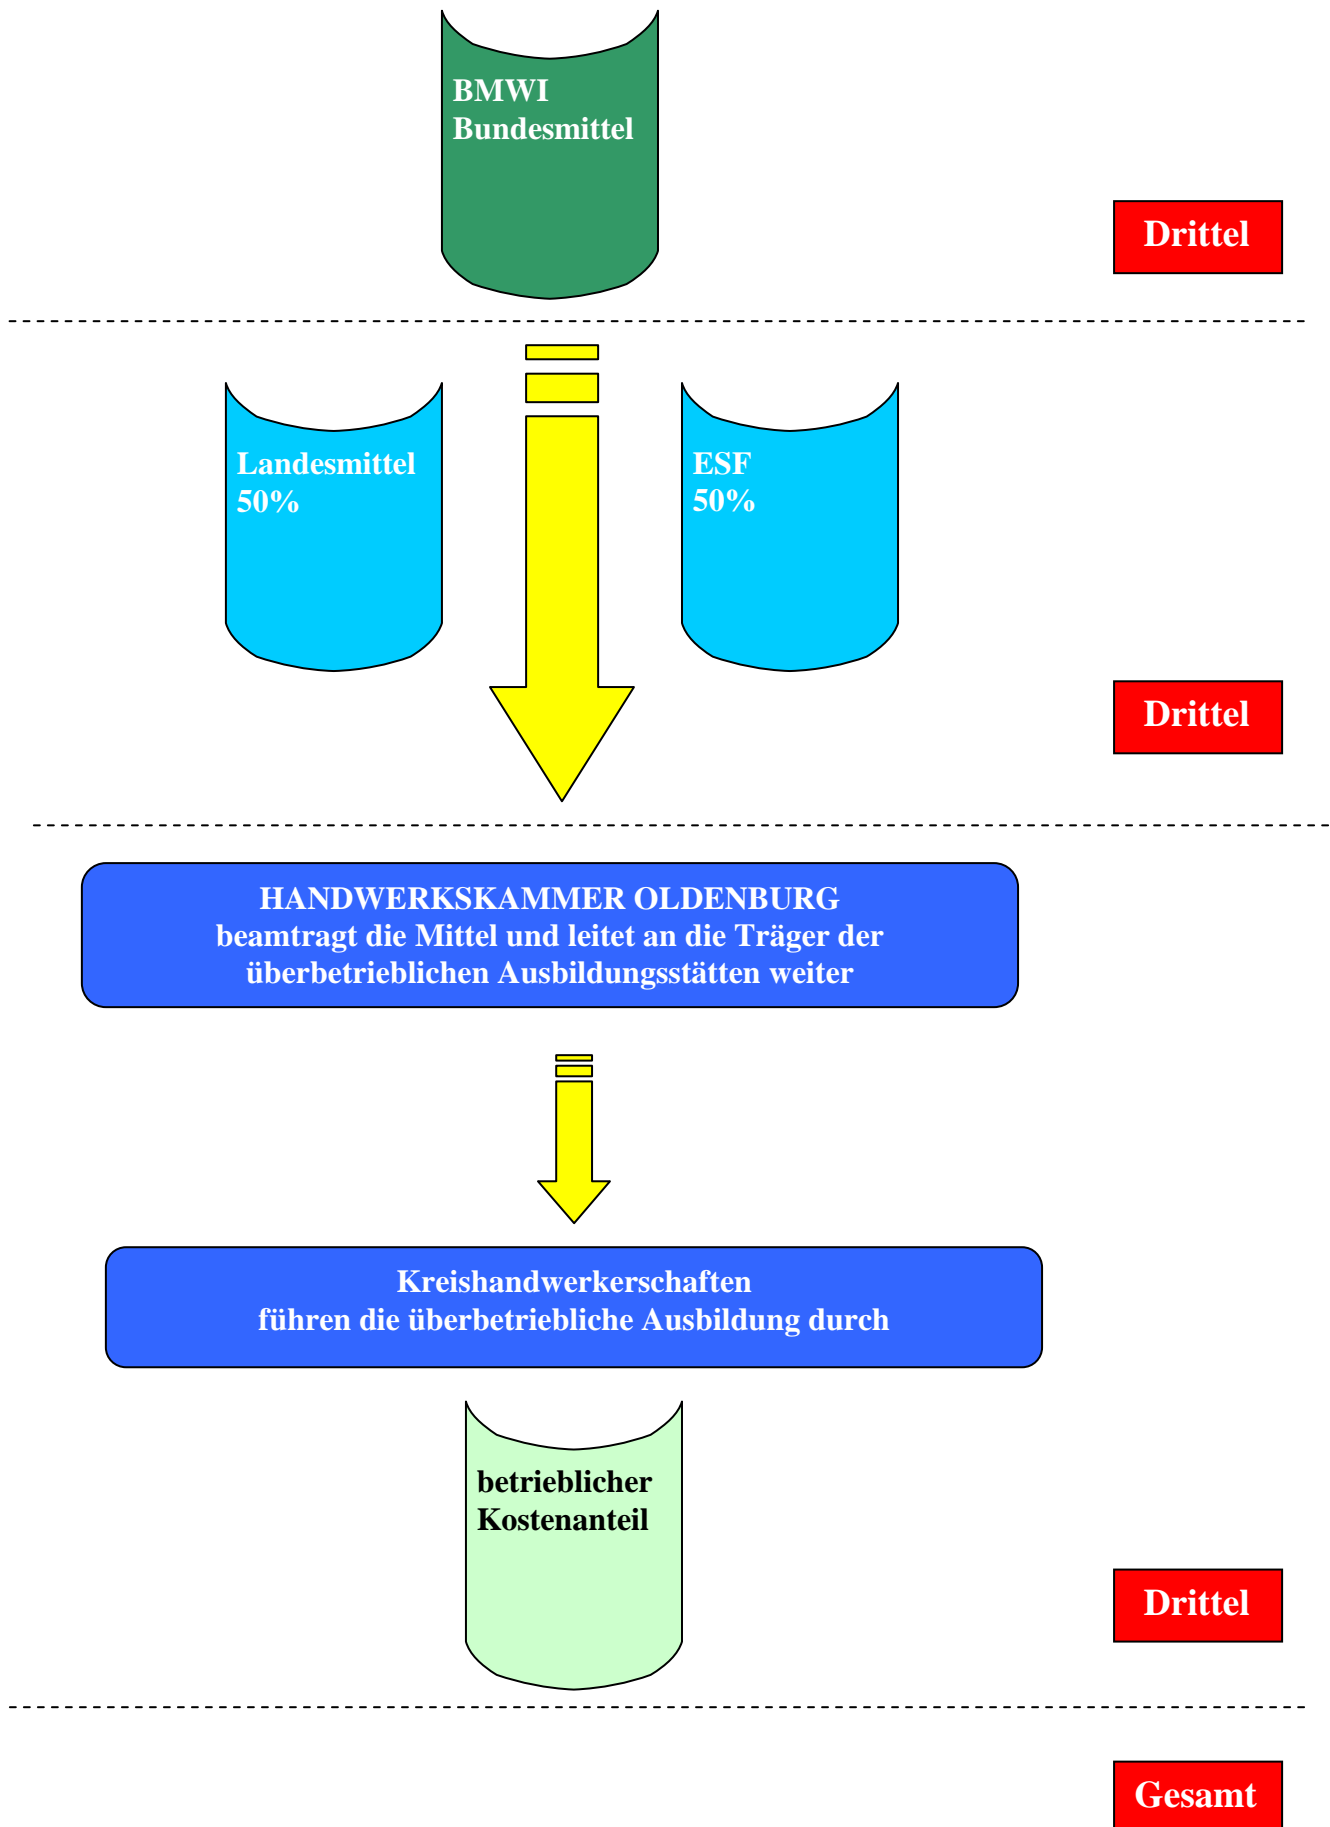 BMWI
Bundesmittel
Drittel
Landesmittel
50%
ESF
50%
Drittel
HANDWERKSKAMMER OLDENBURG
beamtragt die Mittel und leitet an die Träger der
überbetrieblichen Ausbildungsstätten weiter
Kreishandwerkerschaften
führen die überbetriebliche Ausbildung durch
betrieblicher
Kostenanteil
Drittel
Gesamt